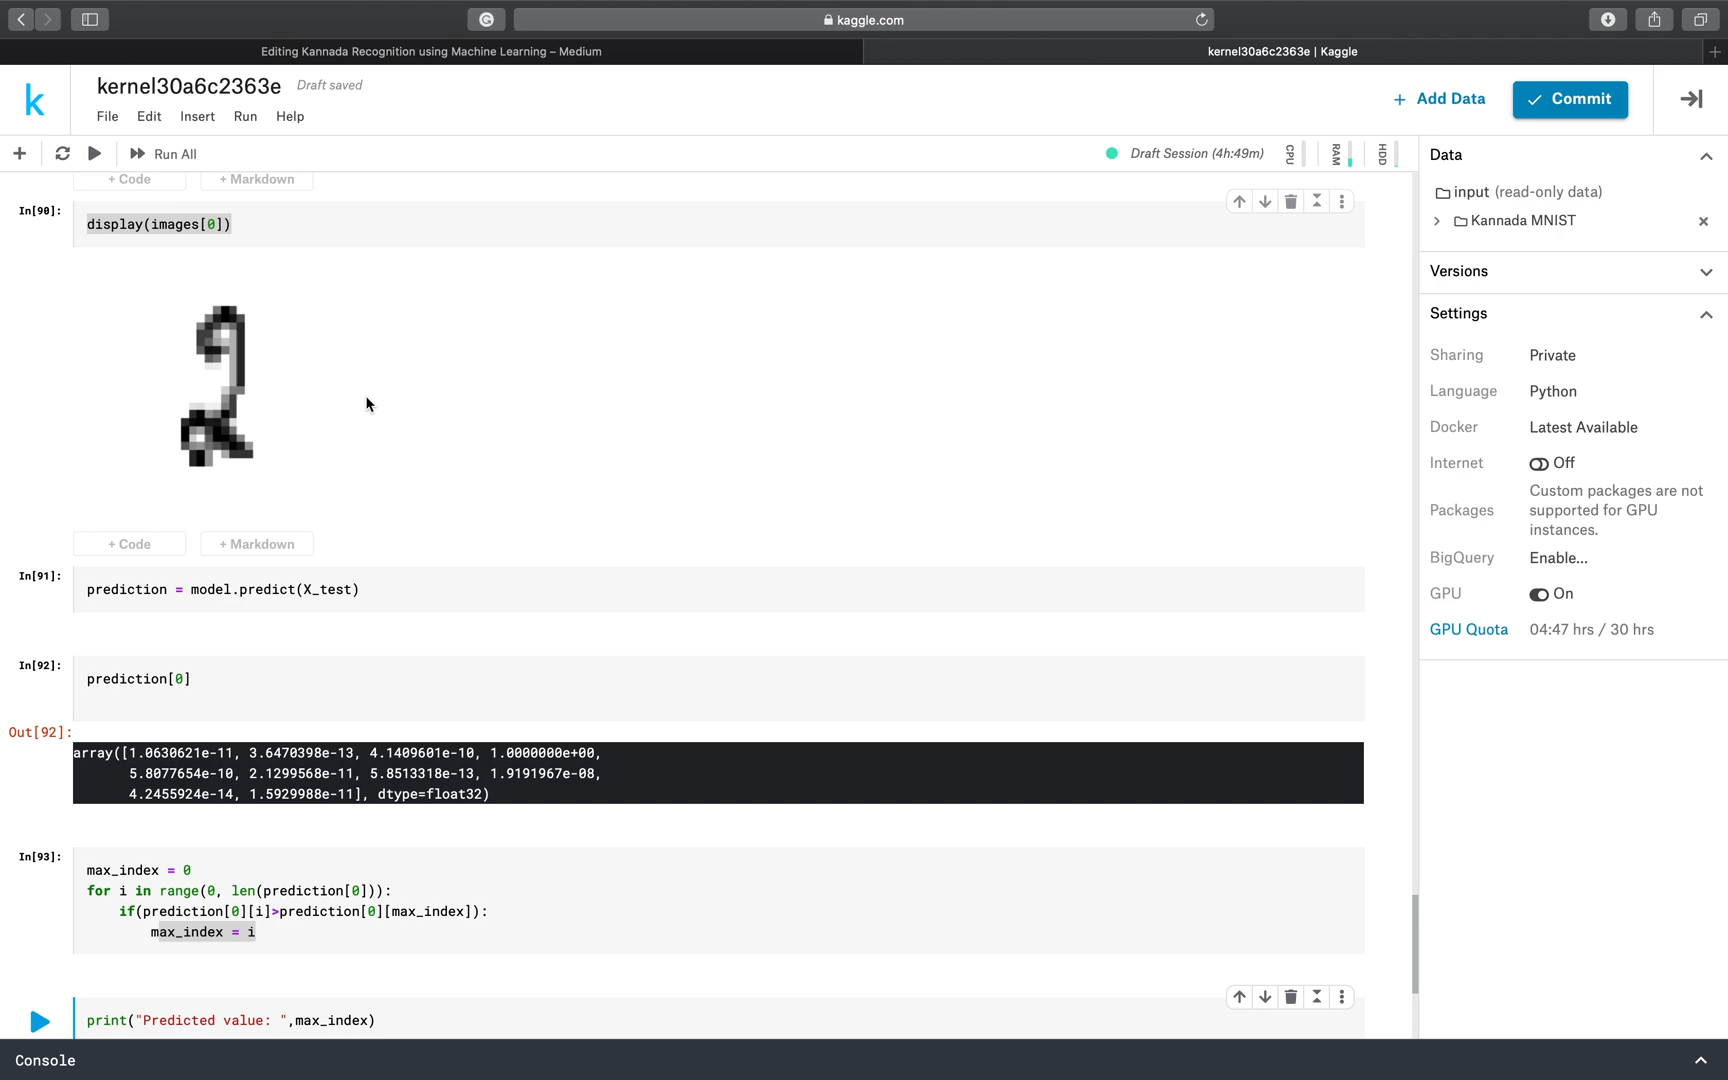 kaggle.com
Editing Kannada Recognition using Machine Learning – Medium
kernel30a6c2363e | Kaggle
k
kernel30a6c2363e Draft saved
File Edit Insert Run Help
+ Add Data
Commit
Run All
Draft Session (4h:49m)
CPU
RAM
HDD
+ Code + Markdown
In[90]:
display(images[0])
+ Code + Markdown
In[91]:
prediction = model.predict(X_test)
In[92]:
prediction[0]
Out[92]:
array([1.0630621e-11, 3.6470398e-13, 4.1409601e-10, 1.0000000e+00,
5.8077654e-10, 2.1299568e-11, 5.8513318e-13, 1.9191967e-08,
4.2455924e-14, 1.5929988e-11], dtype=float32)
In[93]:
max_index = 0
for i in range(0, len(prediction[0])):
if(prediction[0][i]>prediction[0][max_index]):
max_index = i
print("Predicted value: ",max_index)
Console
Data
input (read-only data)
Kannada MNIST
Versions
Settings
Sharing Private
Language Python
Docker Latest Available
Internet Off
Packages Custom packages are not
supported for GPU
instances.
BigQuery Enable...
GPU On
GPU Quota 04:47 hrs / 30 hrs